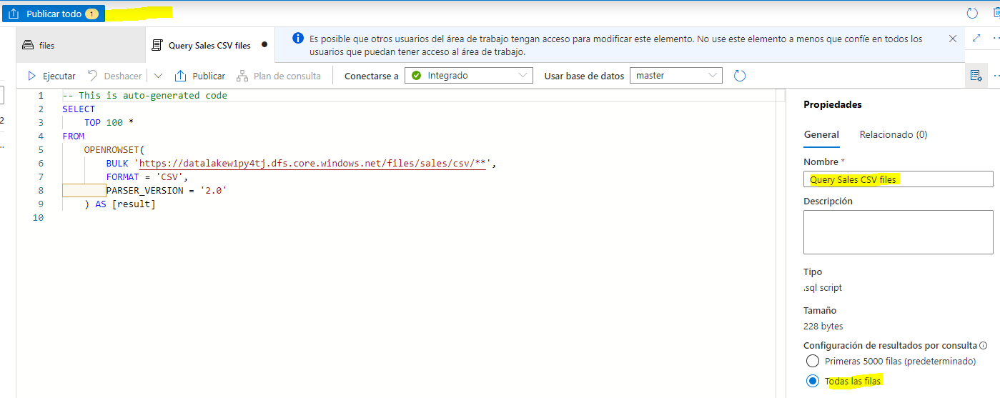 Publicar todo 1
files
Query Sales CSV files
Es posible que otros usuarios del área de trabajo tengan acceso para modificar este elemento. No use este elemento a menos que confíe en todos los
usuarios que puedan tener acceso al área de trabajo.
Ejecutar Deshacer Publicar Plan de consulta Conectarse a Integrado Usar base de datos master
1 -- This is auto-generated code
2 SELECT
3 TOP 100 *
4 FROM
5 OPENROWSET(
6 BULK 'https://datalakew1py4tj.dfs.core.windows.net/files/sales/csv/**',
7 FORMAT = 'CSV',
8 PARSER_VERSION = '2.0'
9 ) AS [result]
10
2
Propiedades
General Relacionado (0)
Nombre *
Query Sales CSV files
Descripción
Tipo
.sql script
Tamaño
228 bytes
Configuración de resultados por consulta
Primeras 5000 filas (predeterminado)
Todas las filas